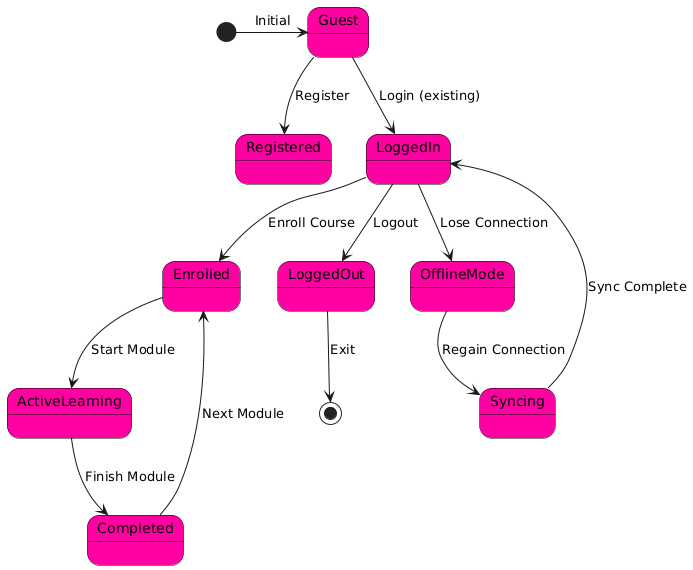 Initial
Guest
Register
Login (existing)
Registered
LoggedIn
Enroll Course
Logout
Lose Connection
Enrolled
LoggedOut
OfflineMode
Sync Complete
Start Module
Exit
Regain Connection
ActiveLearning
Next Module
Syncing
Finish Module
Completed